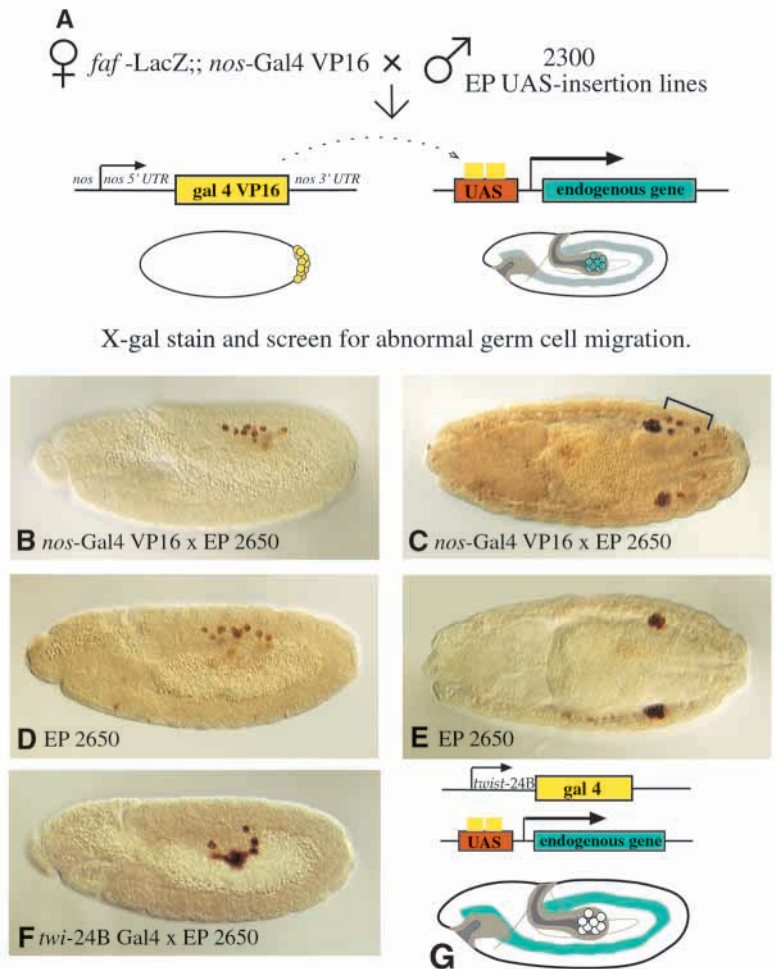 A
♀ faf -LacZ;; nos-Gal4 VP16 × ♂ 2300
EP UAS-insertion lines
nos nos 5' UTR gal 4 VP16 nos 3' UTR
UAS endogenous gene
X-gal stain and screen for abnormal germ cell migration.
B nos-Gal4 VP16 x EP 2650
C nos-Gal4 VP16 x EP 2650
D EP 2650
E EP 2650
twist-24B gal 4
UAS endogenous gene
F twi-24B Gal4 x EP 2650
G